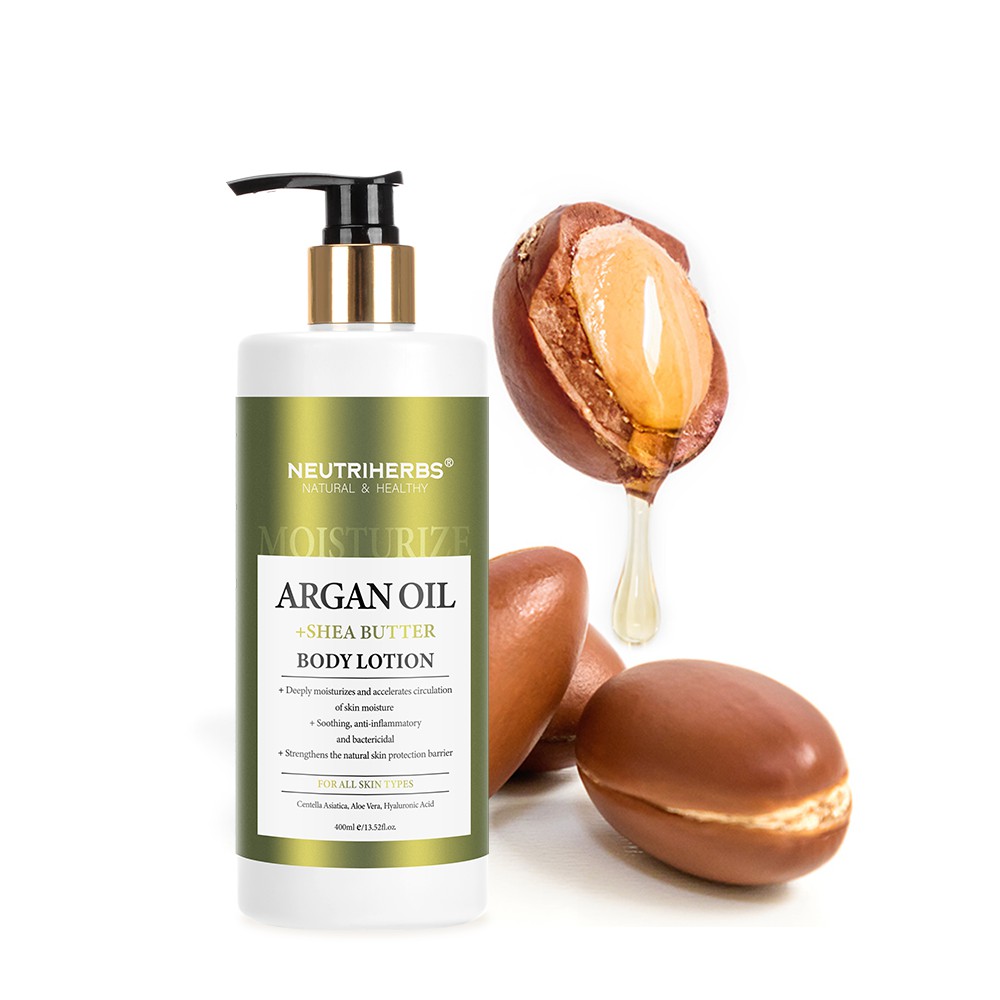 NEUTRIHERBS®
NATURAL & HEALTHY
MOISTURIZE
ARGAN OIL
+SHEA BUTTER
BODY LOTION
+ Deeply moisturizes and accelerates circulation
of skin moisture
+ Soothing, anti-inflammatory
and bactericidal
+ Strengthens the natural skin protection barrier
FOR ALL SKIN TYPES
Centella Asiatica, Aloe Vera, Hyaluronic Acid
400ml e/13.52fl.oz.